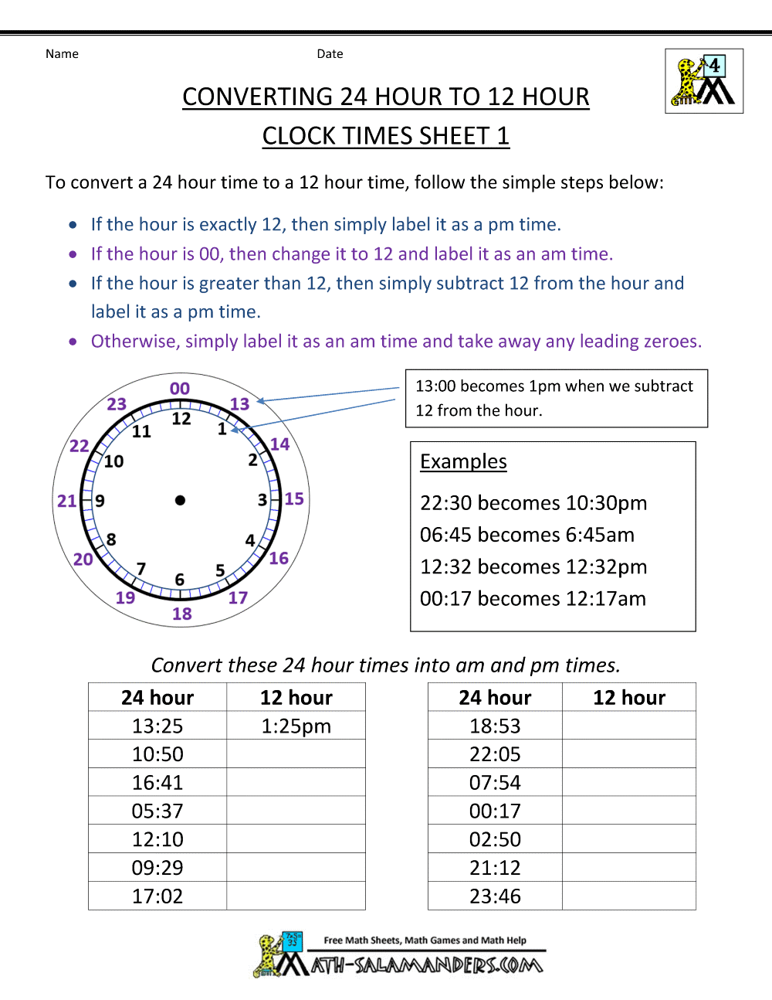 Name Date
4
CONVERTING 24 HOUR TO 12 HOUR
CLOCK TIMES SHEET 1
To convert a 24 hour time to a 12 hour time, follow the simple steps below:
• If the hour is exactly 12, then simply label it as a pm time.
• If the hour is 00, then change it to 12 and label it as an am time.
• If the hour is greater than 12, then simply subtract 12 from the hour and
label it as a pm time.
• Otherwise, simply label it as an am time and take away any leading zeroes.
00
13
14
15
16
17
18
19
20
21
22
23
12
1
2
3
4
5
6
7
8
9
10
11
13:00 becomes 1pm when we subtract
12 from the hour.
Examples
22:30 becomes 10:30pm
06:45 becomes 6:45am
12:32 becomes 12:32pm
00:17 becomes 12:17am
Convert these 24 hour times into am and pm times.
24 hour 12 hour
13:25 1:25pm
10:50
16:41
05:37
12:10
09:29
17:02
24 hour 12 hour
18:53
22:05
07:54
00:17
02:50
21:12
23:46
7x5=
35
Free Math Sheets, Math Games and Math Help
MATH-SALAMANDERS.COM